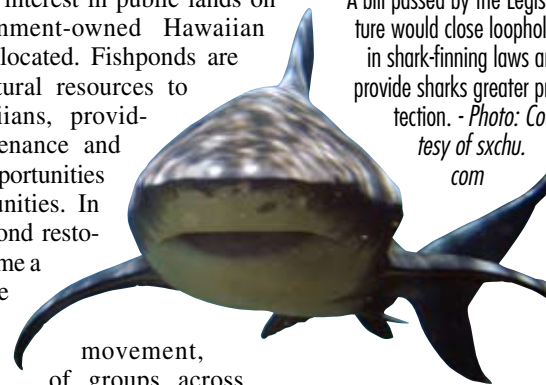 interest in public lands on
nment-owned Hawaiian
located. Fishponds are
tural resources to
iians, provid-
enance and
portunities
unities. In
ond resto-
me a
e
movement,
of groups across
A bill passed by the Legis
ture would close loophol
in shark-finning laws a
provide sharks greater pr
tection. - Photo: Co
tesy of sxchu.
com